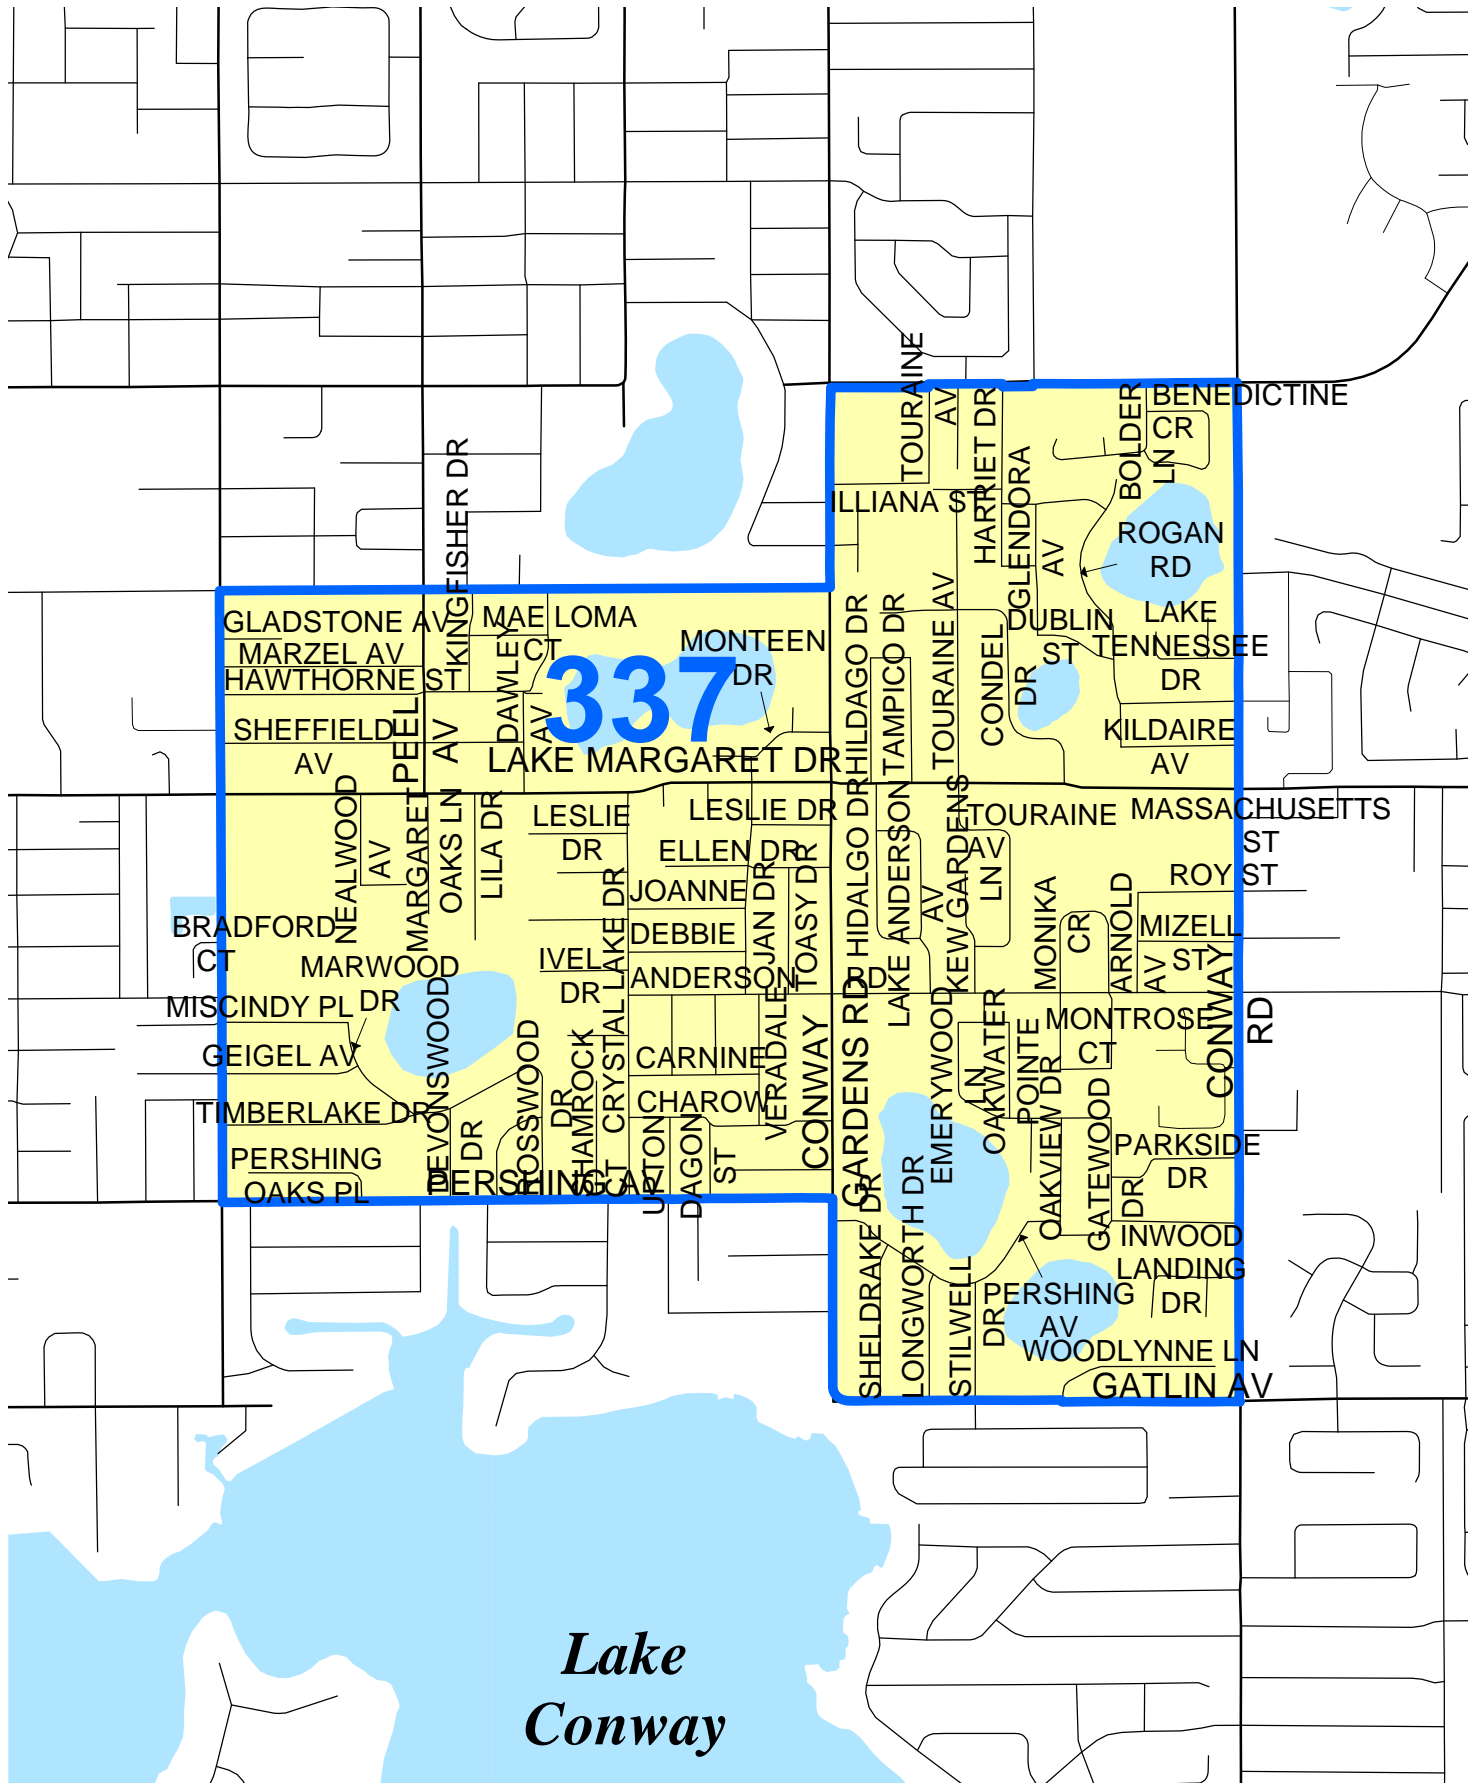 TOURAINE
AV
HARRIET DR
BOLDER
LN
BENEDICTINE
CR
ILLIANA ST
GLENDORA
AV
ROGAN
RD
KINGFISHER DR
GLADSTONE AV
MAE LOMA
CT
MARZEL AV
HAWTHORNE ST
DAWLEY
AV
337
MONTEEN
DR
HILDAGO DR
TAMPICO DR
TOURAINE AV
CONDEL
DR
DUBLIN
ST
LAKE
TENNESSEE
DR
SHEFFIELD
AV
PEEL
AV
KILDAIRE
AV
LAKE MARGARET DR
NEALWOOD
AV
MARGARET
OAKS LN
LILA DR
LESLIE
DR
LESLIE DR
ELLEN DR
JOANNE
DEBBIE
ANDERSON RD
JAN DR
TOASY DR
HIDALGO DR
LAKE ANDERSON
AV
KEW GARDENS
LN
TOURAINE
AV
MASSACHUSETTS
ST
ROY ST
MONIKA
CR
ARNOLD
AV
MIZELL
ST
BRADFORD
CT
MARWOOD
DR
IVEL
DR
CRYSTAL LAKE DR
MISCINDY PL
GEIGEL AV
TIMBERLAKE DR
DEVONSWOOD
DR
ROSSWOOD
DR
SHAMROCK
CT
CARNINE
CHAROW
VERADALE
CONWAY
GARDENS RD
EMERYWOOD
LN
OAKWATER
POINTE
MONTROSE
CT
CONWAY
RD
OAKVIEW DR
GATEWOOD
DR
PARKSIDE
DR
PERSHING
OAKS PL
PERSHING AV
UPTON
DAGON
ST
SHELDRAKE DR
LONGWORTH DR
STILWELL
DR
PERSHING
AV
INWOOD
LANDING
DR
WOODLYNNE LN
GATLIN AV
Lake
Conway